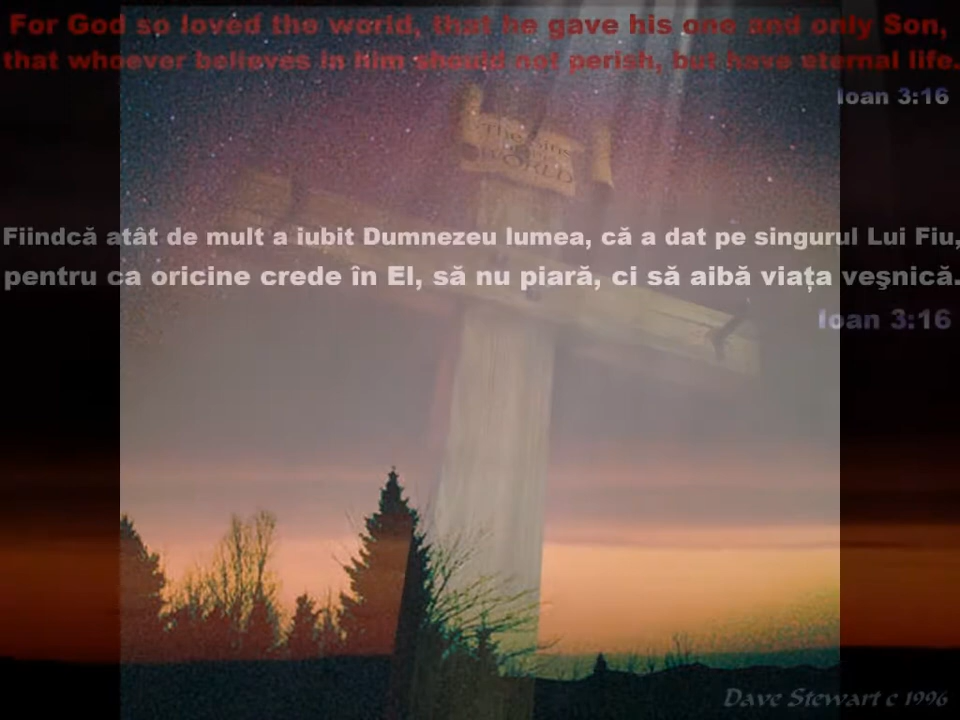 For God so loved the world, that he gave his one and only Son,
that whoever believes in him should not perish, but have eternal life.
Ioan 3:16
The Sins
WORLD
Fiindcă atât de mult a iubit Dumnezeu lumea, că a dat pe singurul Lui Fiu,
pentru ca oricine crede în El, să nu piară, ci să aibă viaţa veşnică.
Ioan 3:16
Dave Stewart c 1996